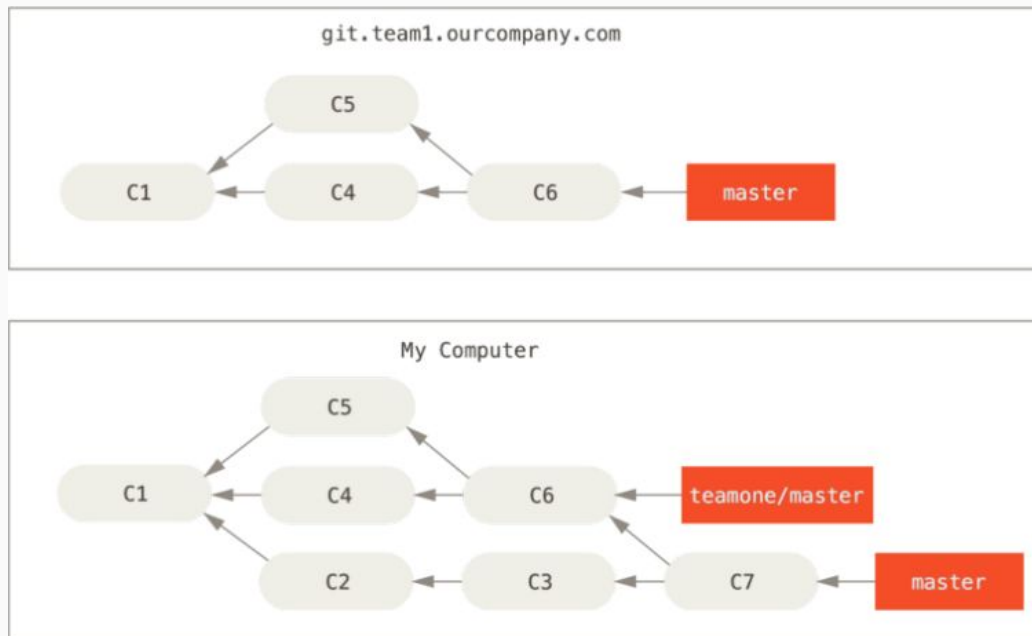 git.team1.ourcompany.com
C5
C1
C4
C6
master
My Computer
C5
C1
C4
C6
teamone/master
C2
C3
C7
master